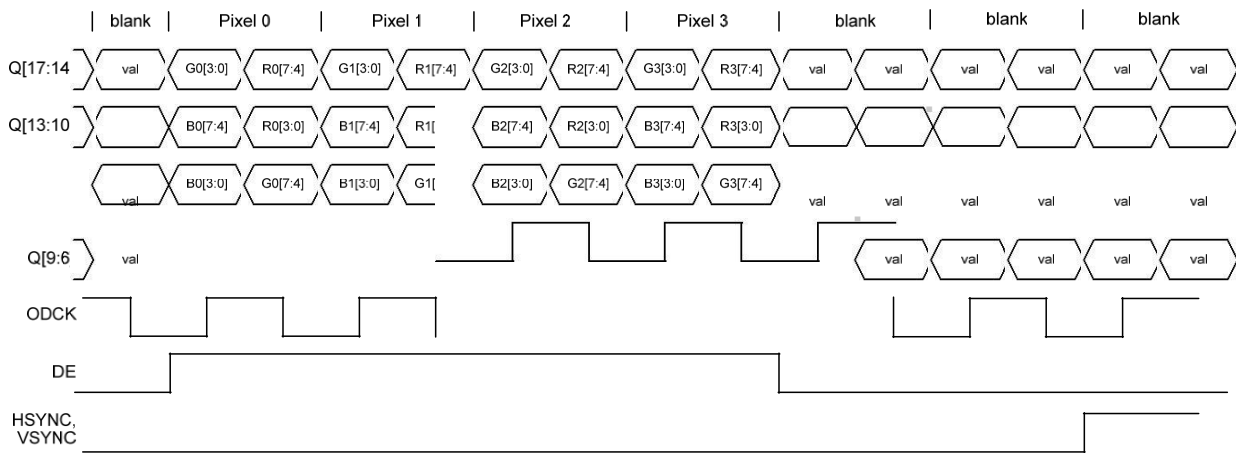 blank Pixel 0 Pixel 1 Pixel 2 Pixel 3 blank blank blank
Q[17:14 val G0[3:0] R0[7:4] G1[3:0] R1[7:4] G2[3:0] R2[7:4] G3[3:0] R3[7:4] val val val val val val
Q[13:10 B0[7:4] R0[3:0] B1[7:4] R1[ B2[7:4] R2[3:0] B3[7:4] R3[3:0]
B0[3:0] G0[7:4] B1[3:0] G1[ B2[3:0] G2[7:4] B3[3:0] G3[7:4]
val val val val val val val
Q[9:6 val val val val val val
ODCK
DE
HSYNC,
VSYNC